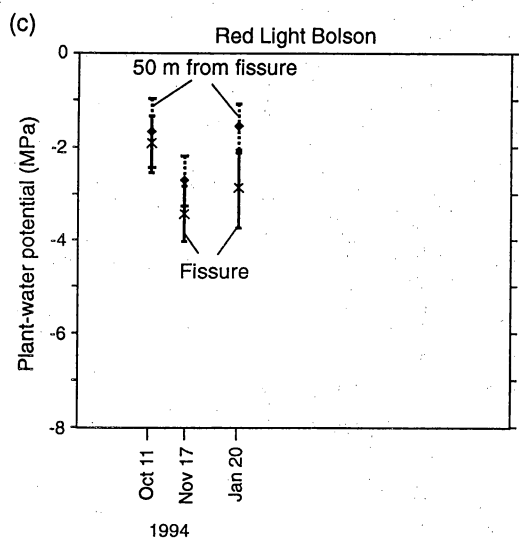 (c)
Red Light Bolson
50 m from fissure
Fissure
Plant-water potential (MPa)
0
-2
-4
-6
-8
Oct 11
Nov 17
Jan 20
1994